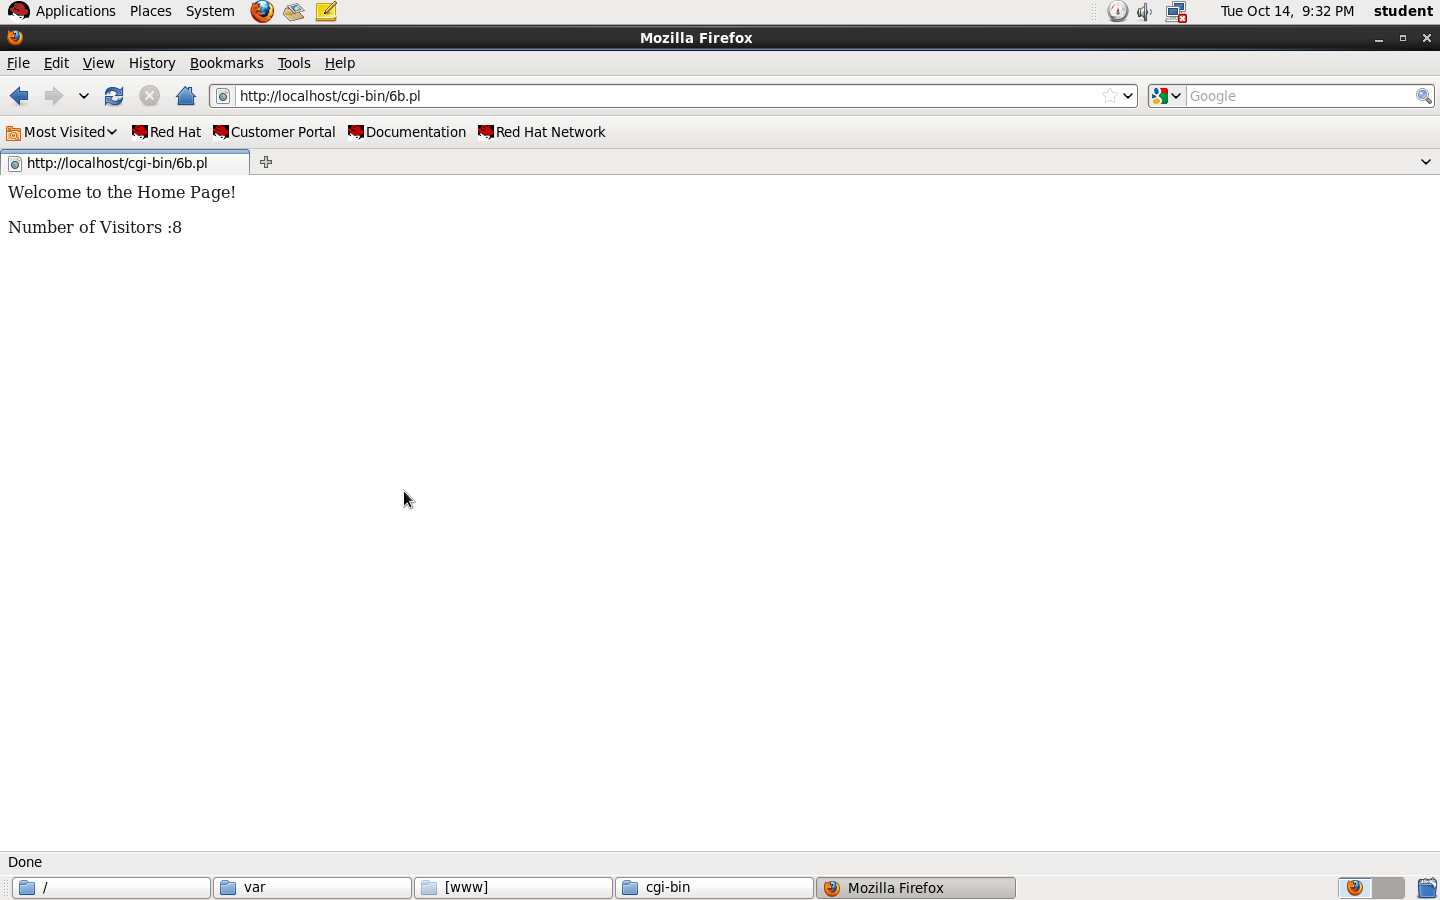 Applications Places System Tue Oct 14, 9:32 PM student
Mozilla Firefox
File Edit View History Bookmarks Tools Help
http://localhost/cgi-bin/6b.pl Google
Most Visited Red Hat Customer Portal Documentation Red Hat Network
http://localhost/cgi-bin/6b.pl
Welcome to the Home Page!
Number of Visitors :8
Done
/ var [www] cgi-bin Mozilla Firefox